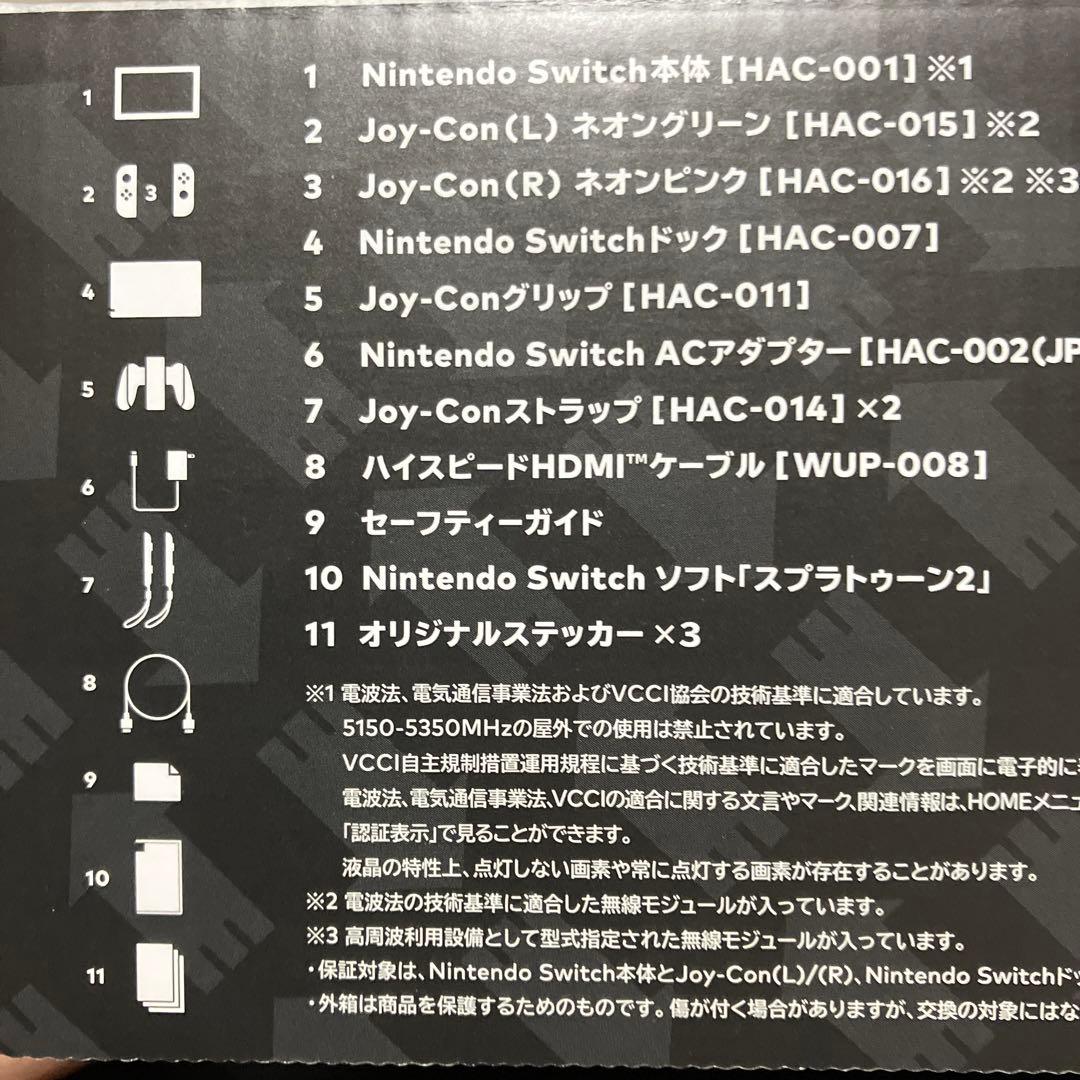 1 Nintendo Switch本体[HAC-001]※1
2 Joy-Con(L) ネオングリーン [HAC-015]※2
3 Joy-Con(R) ネオンピンク[HAC-016]※2 ※3
4 Nintendo Switchドック[HAC-007]
5 Joy-Conグリップ[HAC-011]
6 Nintendo Switch ACアダプター[HAC-002(JP
7 Joy-Conストラップ[HAC-014]×2
8 ハイスピードHDMI™ケーブル[WUP-008]
9 セーフティーガイド
10 Nintendo Switch ソフト「スプラトゥーン2」
11 オリジナルステッカー×3
※1 電波法、電気通信事業法およびVCCI協会の技術基準に適合しています。
5150-5350MHzの屋外での使用は禁止されています。
VCCI自主規制措置運用規程に基づく技術基準に適合したマークを画面に電子的に
電波法、電気通信事業法、VCCIの適合に関する文言やマーク、関連情報は、HOMEメニュ
「認証表示」で見ることができます。
液晶の特性上、点灯しない画素や常に点灯する画素が存在することがあります。
※2 電波法の技術基準に適合した無線モジュールが入っています。
※3 高周波利用設備として型式指定された無線モジュールが入っています。
・保証対象は、Nintendo Switch本体とJoy-Con(L)/(R)、Nintendo Switchドッ
・外箱は商品を保護するためのものです。傷が付く場合がありますが、交換の対象にはな
1
2
3
4
5
6
7
8
9
10
11